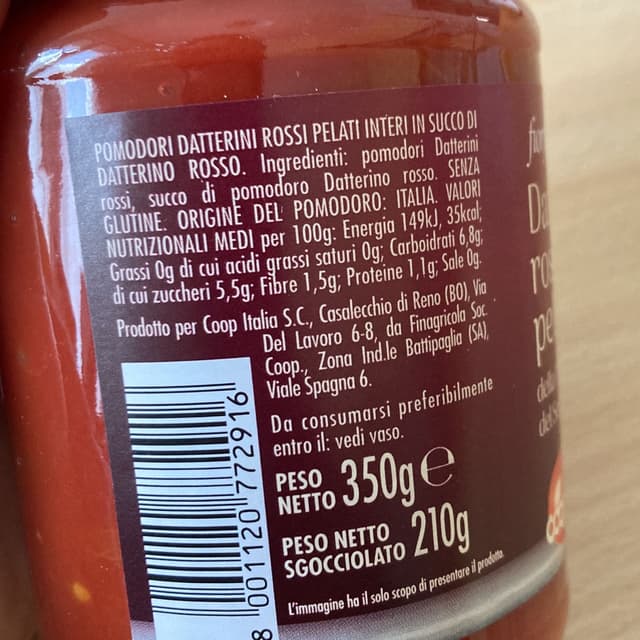 POMODORI DATTERINI ROSSI PELATI INTERI IN SUCCO DI
DATTERINO ROSSO. Ingredienti: pomodori Datterini
rossi, succo di pomodoro Datterino rosso. SENZA
GLUTINE. ORIGINE DEL POMODORO: ITALIA. VALORI
NUTRIZIONALI MEDI per 100g: Energia 149kJ, 35kcal;
Grassi 0g di cui acidi grassi saturi 0g; Carboidrati 6,8g;
di cui zuccheri 5,5g; Fibre 1,5g; Proteine 1,1g; Sale 0g.
Prodotto per Coop Italia S.C., Casalecchio di Reno (BO), Via
Del Lavoro 6-8, da Finagricola Soc.
Coop., Zona Ind.le Battipaglia (SA),
Viale Spagna 6.
Da consumarsi preferibilmente
entro il: vedi vaso.
PESO
NETTO 350g e
PESO NETTO
SGOCCIOLATO 210g
L'immagine ha il solo scopo di presentare il prodotto.
8 001120 772916